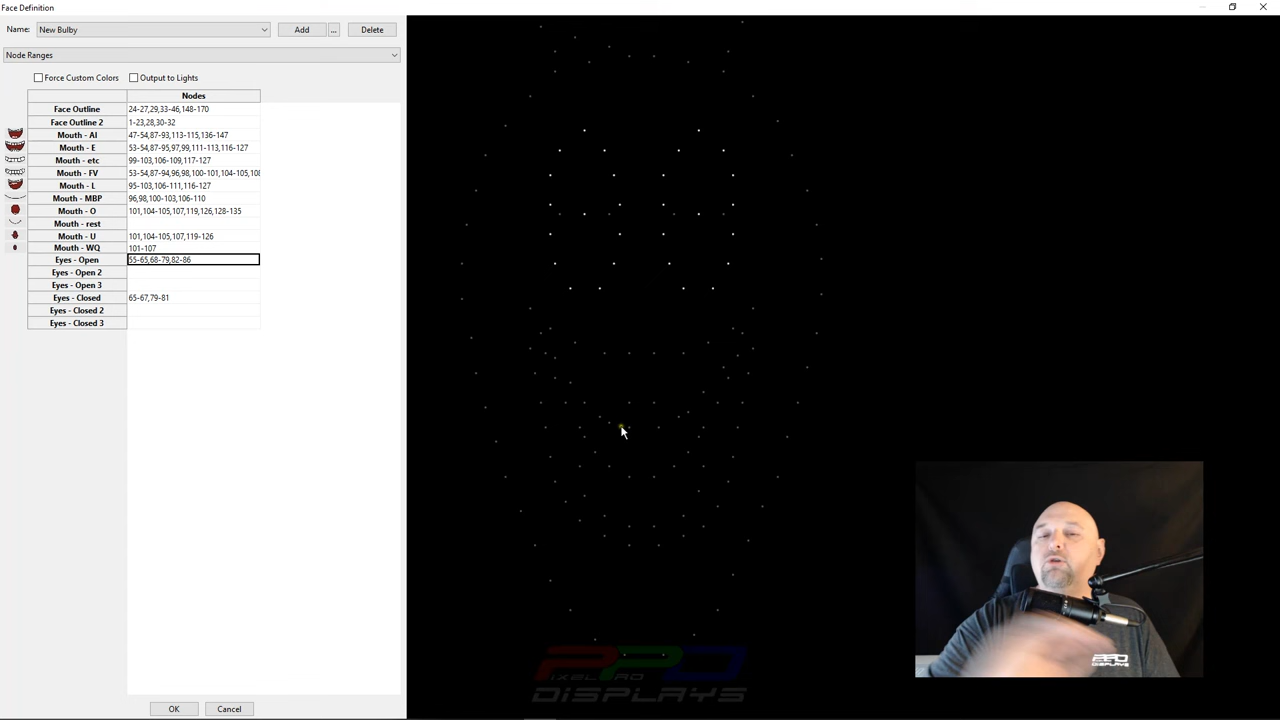 Face Definition
Name: New Bulby Add ... Delete
Node Ranges
Force Custom Colors Output to Lights
Nodes
Face Outline 24-27,29,33-46,148-170
Face Outline 2 1-23,28,30-32
Mouth - AI 47-54,87-93,113-115,136-147
Mouth - E 53-54,87-95,97,99,111-113,116-127
Mouth - etc 99-103,106-109,117-127
Mouth - FV 53-54,87-94,96,98,100-101,104-105,108
Mouth - L 95-103,106-111,116-127
Mouth - MBP 96,98,100-103,106-110
Mouth - O 101,104-105,107,119,126,128-135
Mouth - rest
Mouth - U 101,104-105,107,119-126
Mouth - WQ 101-107
Eyes - Open 55-65,68-79,82-86
Eyes - Open 2
Eyes - Open 3
Eyes - Closed 65-67,79-81
Eyes - Closed 2
Eyes - Closed 3
OK Cancel
PPD
PIXEL PRO
DISPLAYS
PPD
DISPLAYS